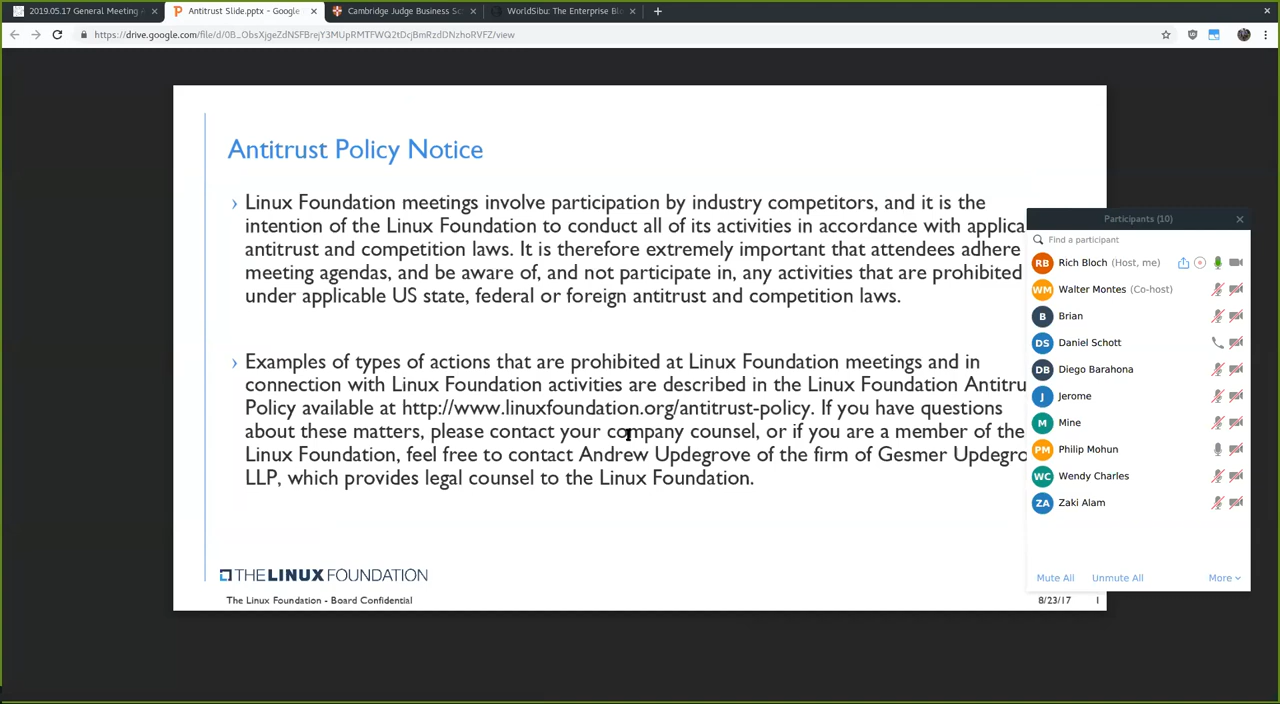 2019.05.17 General Meeting
Antitrust Slide.pptx - Google
Cambridge Judge Business Sc
WorldSibu: The Enterprise Blo
https://drive.google.com/file/d/0B_ObsXjgeZdNSFBrejY3MUpRMTFWQ2tDcjBmRzdDNzhoRVFZ/view
Antitrust Policy Notice
Linux Foundation meetings involve participation by industry competitors, and it is the
intention of the Linux Foundation to conduct all of its activities in accordance with applica
antitrust and competition laws. It is therefore extremely important that attendees adhere
meeting agendas, and be aware of, and not participate in, any activities that are prohibited
under applicable US state, federal or foreign antitrust and competition laws.
Examples of types of actions that are prohibited at Linux Foundation meetings and in
connection with Linux Foundation activities are described in the Linux Foundation Antitru
Policy available at http://www.linuxfoundation.org/antitrust-policy. If you have questions
about these matters, please contact your company counsel, or if you are a member of the
Linux Foundation, feel free to contact Andrew Updegrove of the firm of Gesmer Updegro
LLP, which provides legal counsel to the Linux Foundation.
THE LINUX FOUNDATION
The Linux Foundation - Board Confidential
8/23/17 1
Participants (10)
Find a participant
RB Rich Bloch (Host, me)
WM Walter Montes (Co-host)
B Brian
DS Daniel Schott
DB Diego Barahona
J Jerome
M Mine
PM Philip Mohun
WC Wendy Charles
ZA Zaki Alam
Mute All Unmute All More